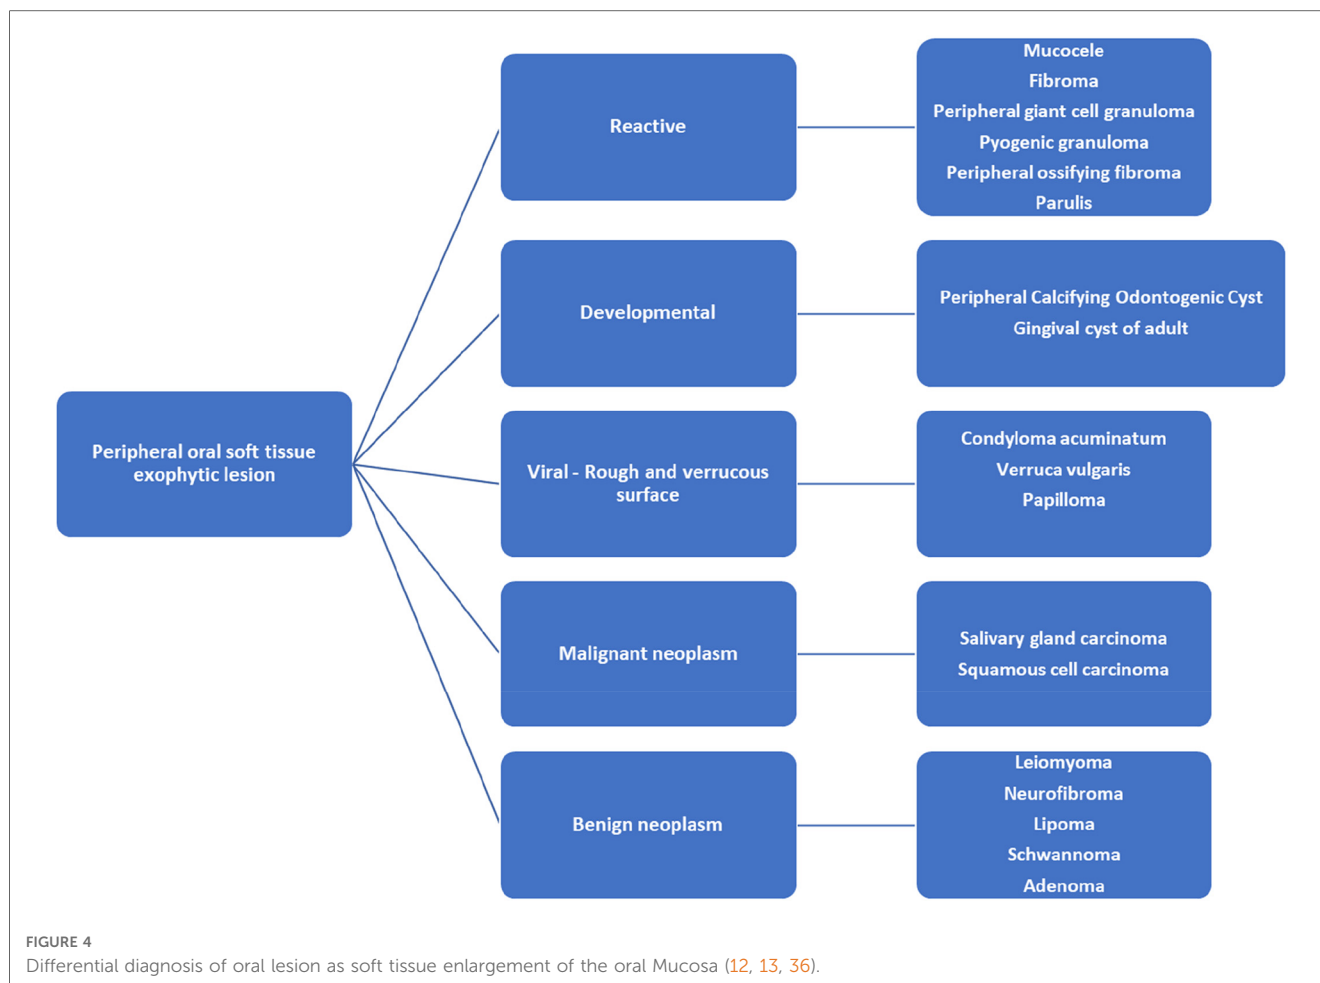 Peripheral oral soft tissue
exophytic lesion
Reactive
Mucocele
Fibroma
Peripheral giant cell granuloma
Pyogenic granuloma
Peripheral ossifying fibroma
Parulis
Developmental
Peripheral Calcifying Odontogenic Cyst
Gingival cyst of adult
Viral - Rough and verrucous
surface
Condyloma acuminatum
Verruca vulgaris
Papilloma
Malignant neoplasm
Salivary gland carcinoma
Squamous cell carcinoma
Benign neoplasm
Leiomyoma
Neurofibroma
Lipoma
Schwannoma
Adenoma
FIGURE 4
Differential diagnosis of oral lesion as soft tissue enlargement of the oral Mucosa (12, 13, 36).